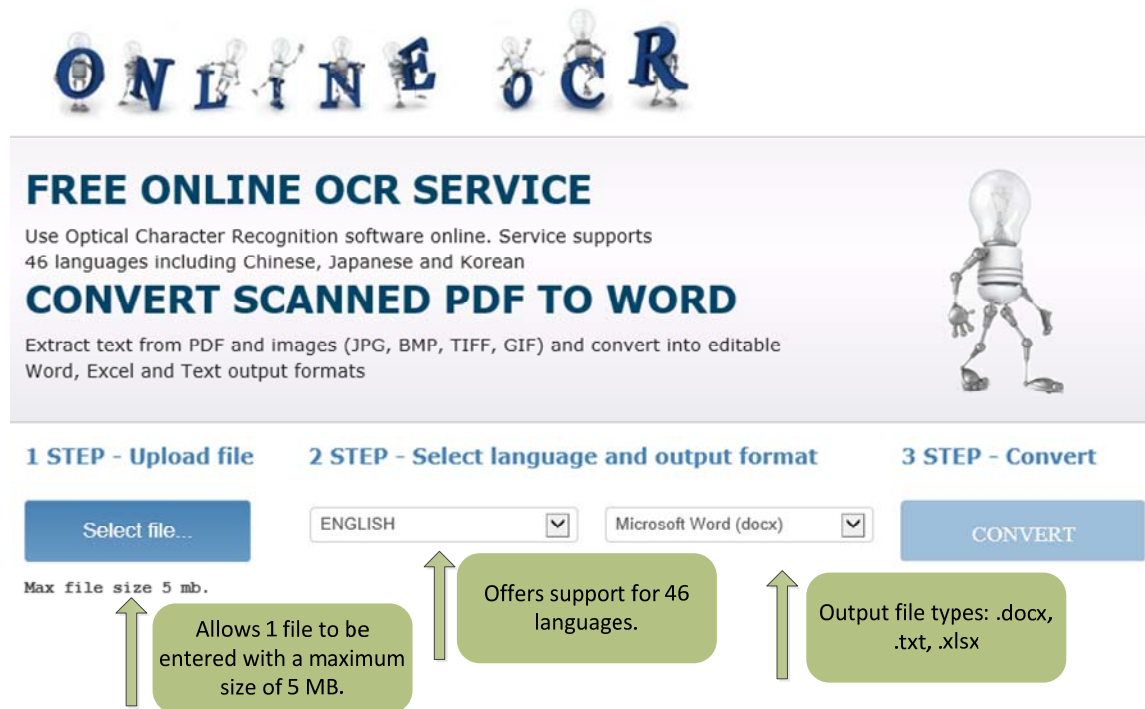 ONLINE OCR
FREE ONLINE OCR SERVICE
Use Optical Character Recognition software online. Service supports
46 languages including Chinese, Japanese and Korean
CONVERT SCANNED PDF TO WORD
Extract text from PDF and images (JPG, BMP, TIFF, GIF) and convert into editable
Word, Excel and Text output formats
1 STEP - Upload file
2 STEP - Select language and output format
3 STEP - Convert
Select file...
ENGLISH
Microsoft Word (docx)
CONVERT
Max file size 5 mb.
Allows 1 file to be
entered with a maximum
size of 5 MB.
Offers support for 46
languages.
Output file types: .docx,
.txt, .xlsx